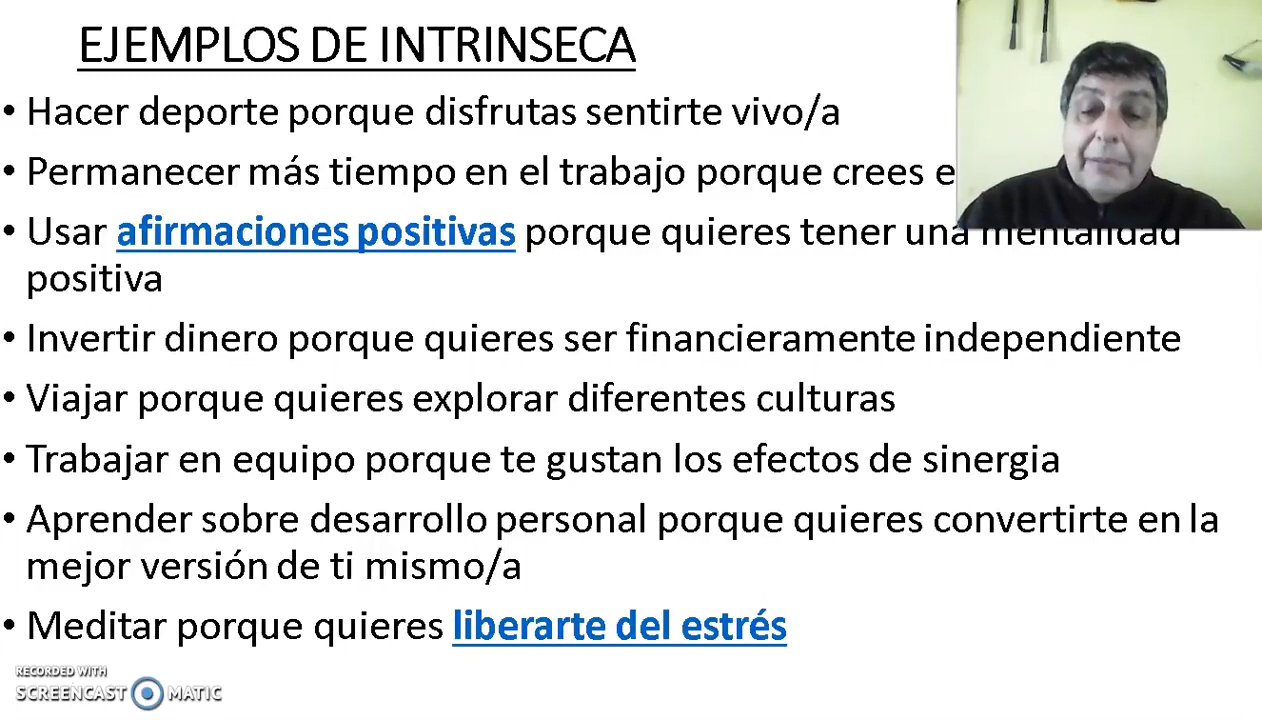 EJEMPLOS DE INTRINSECA
• Hacer deporte porque disfrutas sentirte vivo/a
• Permanecer más tiempo en el trabajo porque crees
• Usar afirmaciones positivas porque quieres tener una mentalidad
positiva
• Invertir dinero porque quieres ser financieramente independiente
• Viajar porque quieres explorar diferentes culturas
• Trabajar en equipo porque te gustan los efectos de sinergia
• Aprender sobre desarrollo personal porque quieres convertirte en la
mejor versión de ti mismo/a
• Meditar porque quieres liberarte del estrés
RECORDED WITH
SCREENCAST MATIC